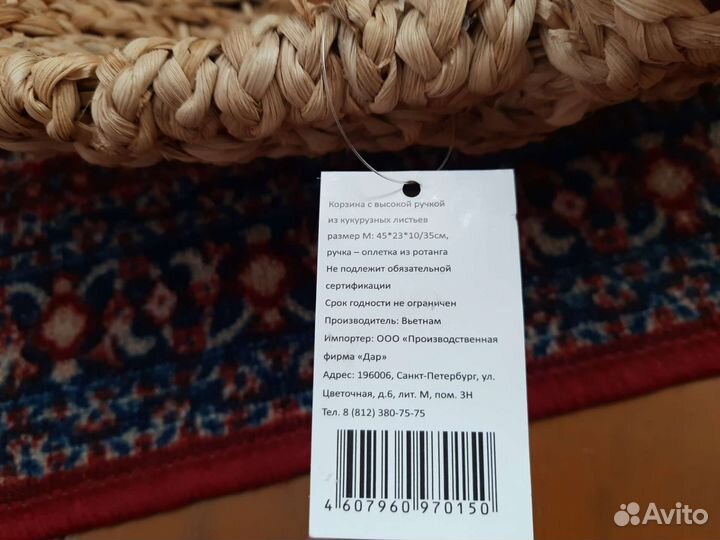 Корзина с высокой ручкой
из кукурузных листьев
размер М: 45*23*10/35см,
ручка – оплетка из ротанга
Не подлежит обязательной
сертификации
Срок годности не ограничен
Производитель: Вьетнам
Импортер: ООО «Производственная
фирма «Дар»
Адрес: 196006, Санкт-Петербург, ул.
Цветочная, д.6, лит. М, пом. 3Н
Тел. 8 (812) 380-75-75
4 607960 970150
Avito